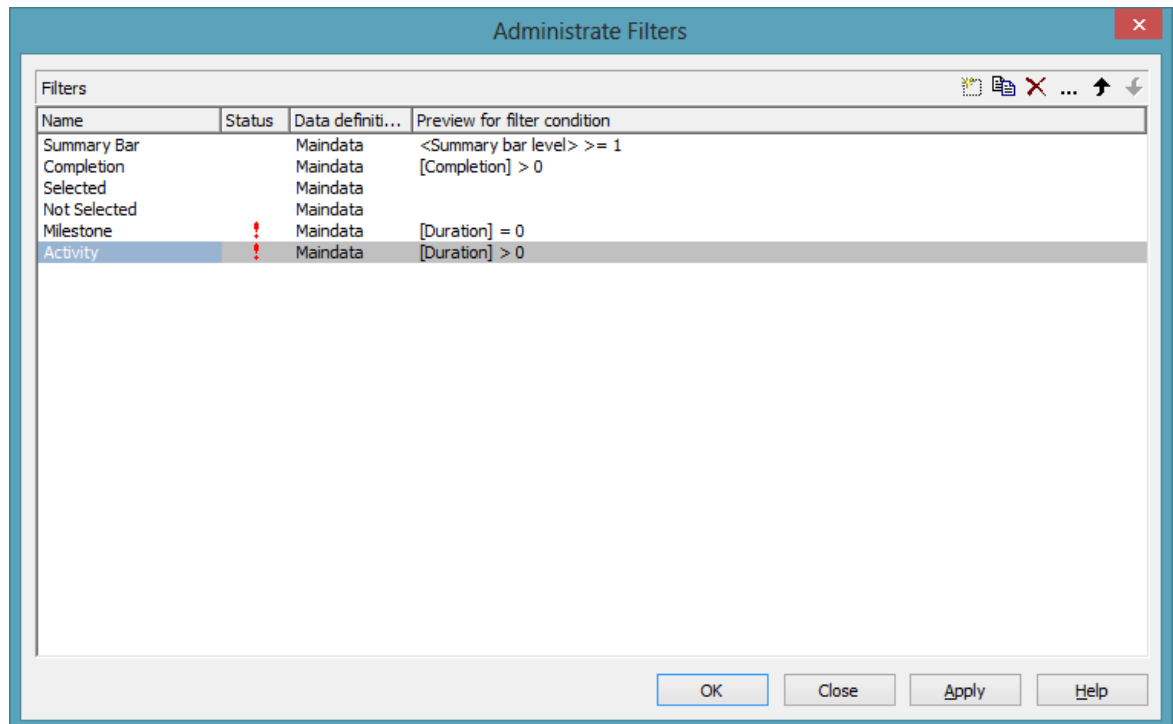 Administrate Filters
Filters
Name Status Data definiti... Preview for filter condition
Summary Bar Maindata <Summary bar level> >= 1
Completion Maindata [Completion] > 0
Selected Maindata
Not Selected Maindata
Milestone ! Maindata [Duration] = 0
Activity ! Maindata [Duration] > 0
OK Close Apply Help